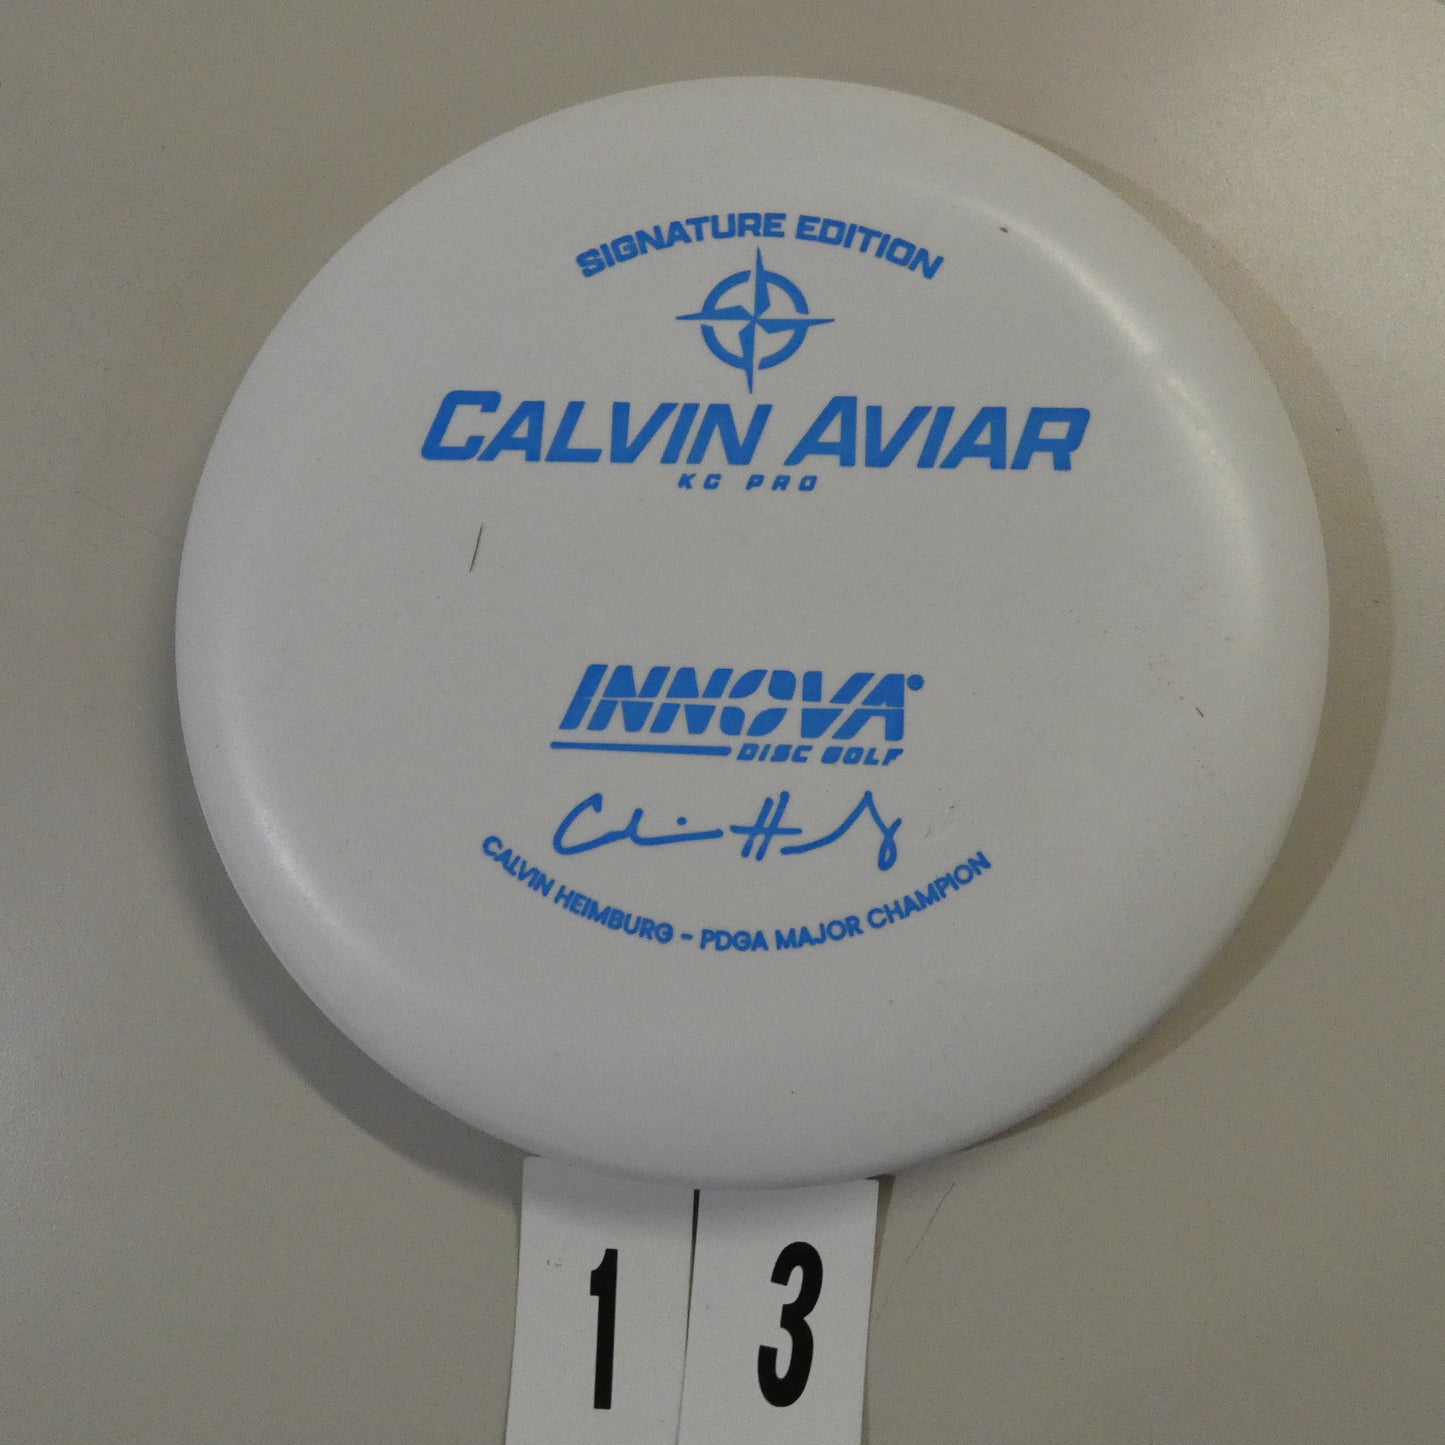 SIGNATURE EDITION
CALVIN AVIAR
KC PRO
INNOVA
DISC GOLF
CALVIN HEIMBURG - PDGA MAJOR CHAMPION
1 3